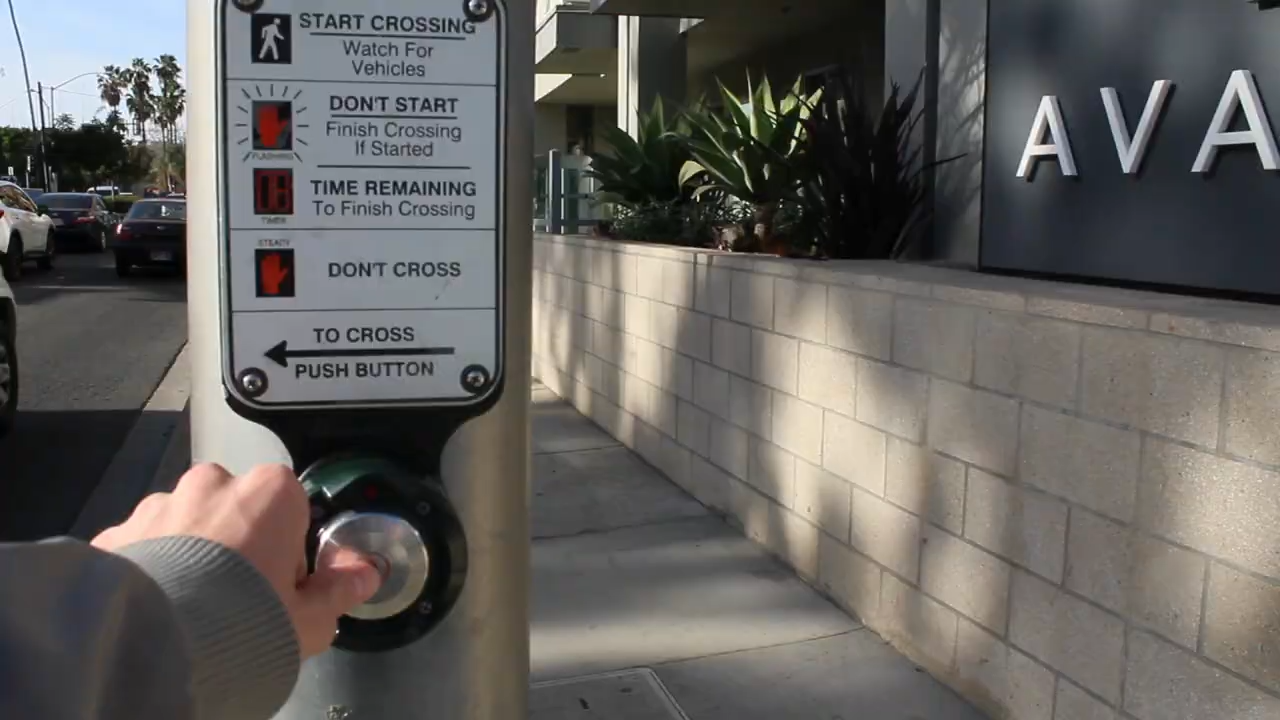 START CROSSING
Watch For
Vehicles
DON'T START
Finish Crossing
If Started
FLASHING
08
TIME REMAINING
To Finish Crossing
TIMER
STEADY
DON'T CROSS
TO CROSS
PUSH BUTTON
AVA